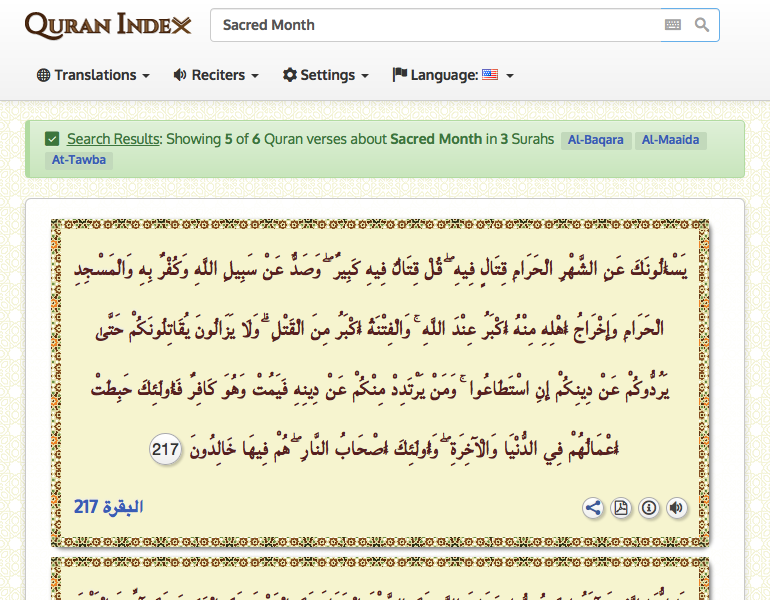 QURAN INDEX
Sacred Month
Translations
Reciters
Settings
Language:
Search Results: Showing 5 of 6 Quran verses about Sacred Month in 3 Surahs Al-Baqara Al-Maaida
At-Tawba
يَسْأَلُونَكَ عَنِ الشَّهْرِ الْحَرَامِ قِتَالٍ فِيهِ ۖ قُلْ قِتَالٌ فِيهِ كَبِيرٌ ۖ وَصَدٌّ عَنْ سَبِيلِ اللَّهِ وَكُفْرٌ بِهِ وَالْمَسْجِدِ
الْحَرَامِ وَإِخْرَاجُ أَهْلِهِ مِنْهُ أَكْبَرُ عِنْدَ اللَّهِ ۚ وَالْفِتْنَةُ أَكْبَرُ مِنَ الْقَتْلِ ۗ وَلَا يَزَالُونَ يُقَاتِلُونَكُمْ حَتَّىٰ
يَرُدُّوكُمْ عَنْ دِينِكُمْ إِنِ اسْتَطَاعُوا ۚ وَمَنْ يَرْتَدِدْ مِنْكُمْ عَنْ دِينِهِ فَيَمُتْ وَهُوَ كَافِرٌ فَأُولَئِكَ حَبِطَتْ
أَعْمَالُهُمْ فِي الدُّنْيَا وَالْآخِرَةِ ۖ وَأُولَئِكَ أَصْحَابُ النَّارِ ۖ هُمْ فِيهَا خَالِدُونَ 217
البقرة 217